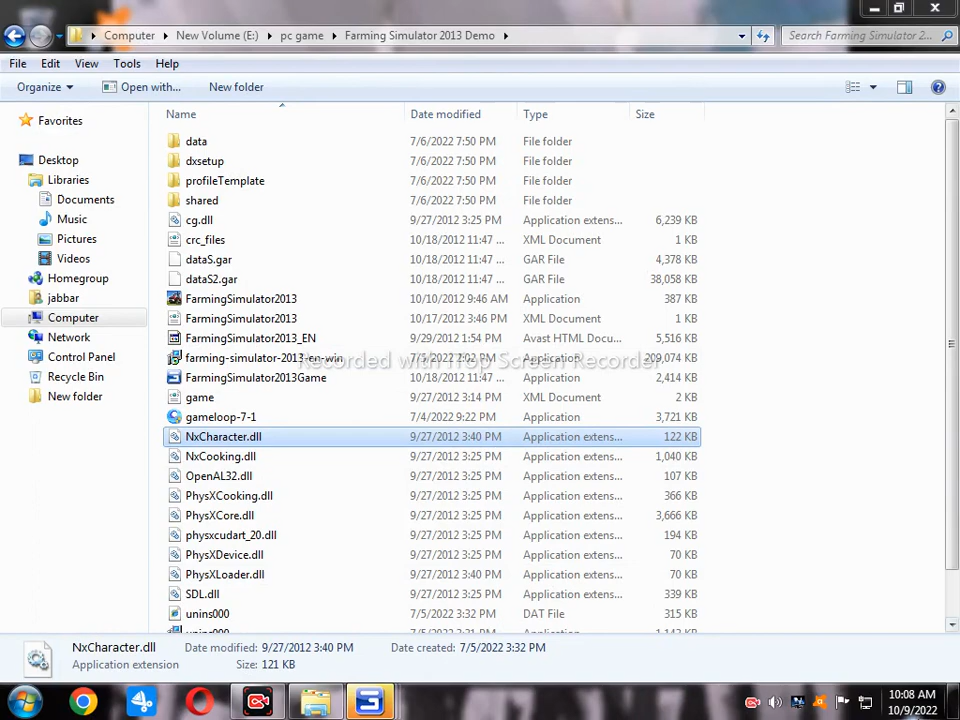 Computer ▸ New Volume (E:) ▸ pc game ▸ Farming Simulator 2013 Demo ▸ Search Farming Simulator 2...
File Edit View Tools Help
Organize Open with... New folder
Name Date modified Type Size
Favorites
Desktop
Libraries
Documents
Music
Pictures
Videos
Homegroup
jabbar
Computer
Network
Control Panel
Recycle Bin
New folder
data 7/6/2022 7:50 PM File folder
dxsetup 7/6/2022 7:50 PM File folder
profileTemplate 7/6/2022 7:50 PM File folder
shared 7/6/2022 7:50 PM File folder
cg.dll 9/27/2012 3:25 PM Application extens... 6,239 KB
crc_files 10/18/2012 11:47 ... XML Document 1 KB
dataS.gar 10/18/2012 11:47 ... GAR File 4,378 KB
dataS2.gar 10/18/2012 11:47 ... GAR File 38,058 KB
FarmingSimulator2013 10/10/2012 9:46 AM Application 387 KB
FarmingSimulator2013 10/17/2012 3:46 PM XML Document 1 KB
FarmingSimulator2013_EN 9/29/2012 1:54 PM Avast HTML Docu... 5,516 KB
farming-simulator-2013-en-win 7/5/2022 2:02 PM Application 209,074 KB
Recorded with iTop Screen Recorder
FarmingSimulator2013Game 10/18/2012 11:47 ... Application 2,414 KB
game 9/27/2012 3:14 PM XML Document 2 KB
gameloop-7-1 7/4/2022 9:22 PM Application 3,721 KB
NxCharacter.dll 9/27/2012 3:40 PM Application extens... 122 KB
NxCooking.dll 9/27/2012 3:25 PM Application extens... 1,040 KB
OpenAL32.dll 9/27/2012 3:25 PM Application extens... 107 KB
PhysXCooking.dll 9/27/2012 3:25 PM Application extens... 366 KB
PhysXCore.dll 9/27/2012 3:25 PM Application extens... 3,666 KB
physxcudart_20.dll 9/27/2012 3:25 PM Application extens... 194 KB
PhysXDevice.dll 9/27/2012 3:25 PM Application extens... 70 KB
PhysXLoader.dll 9/27/2012 3:40 PM Application extens... 70 KB
SDL.dll 9/27/2012 3:25 PM Application extens... 339 KB
unins000 7/5/2022 3:32 PM DAT File 315 KB
NxCharacter.dll Date modified: 9/27/2012 3:40 PM Date created: 7/5/2022 3:32 PM
Application extension Size: 121 KB
10:08 AM
10/9/2022